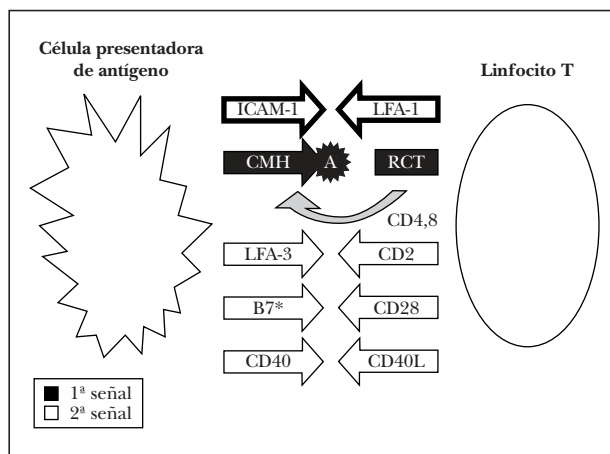 Célula presentadora
de antígeno
Linfocito T
ICAM-1
LFA-1
CMH
A
RCT
CD4,8
LFA-3
CD2
B7*
CD28
CD40
CD40L
1ª señal
2ª señal